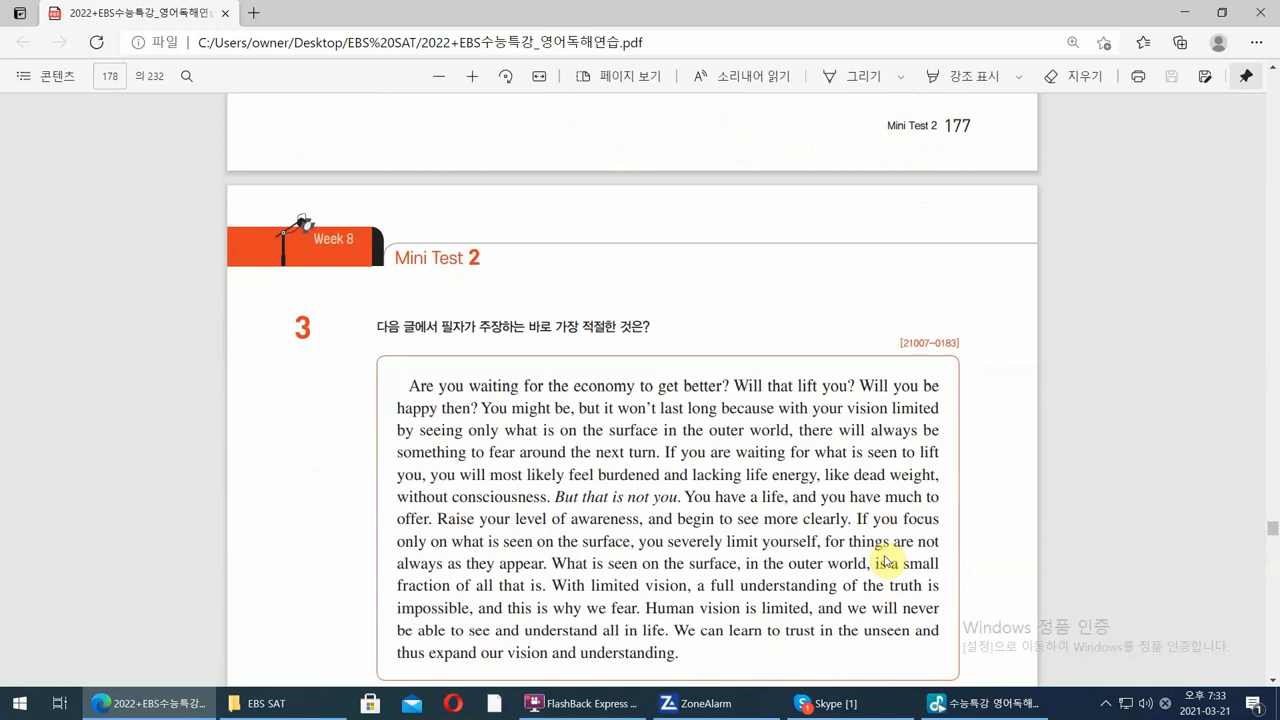 2022+EBS수능특강_영어독해연
파일
C:/Users/owner/Desktop/EBS%20SAT/2022+EBS수능특강_영어독해연습.pdf
콘텐츠
178
의 232
페이지 보기
소리내어 읽기
그리기
강조 표시
지우기
Mini Test 2 177
Week 8
Mini Test 2
3
다음 글에서 필자가 주장하는 바로 가장 적절한 것은?
[21007-0183]
Are you waiting for the economy to get better? Will that lift you? Will you be
happy then? You might be, but it won't last long because with your vision limited
by seeing only what is on the surface in the outer world, there will always be
something to fear around the next turn. If you are waiting for what is seen to lift
you, you will most likely feel burdened and lacking life energy, like dead weight,
without consciousness. But that is not you. You have a life, and you have much to
offer. Raise your level of awareness, and begin to see more clearly. If you focus
only on what is seen on the surface, you severely limit yourself, for things are not
always as they appear. What is seen on the surface, in the outer world, is a small
fraction of all that is. With limited vision, a full understanding of the truth is
impossible, and this is why we fear. Human vision is limited, and we will never
be able to see and understand all in life. We can learn to trust in the unseen and
thus expand our vision and understanding.
Windows 정품 인증
[설정]으로 이동하여 Windows를 정품 인증합니다.
2022+EBS수능특강...
EBS SAT
FlashBack Express ...
ZoneAlarm
Skype [1]
수능특강 영어독해...
오후 7:33
2021-03-21